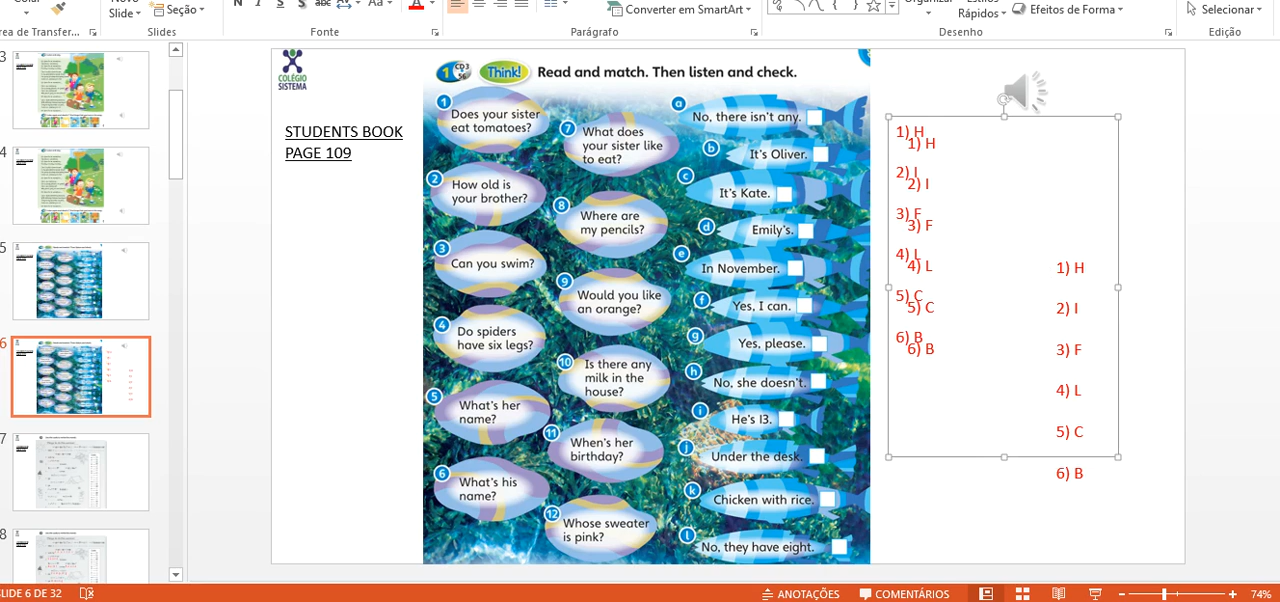 Slide
Seção
Converter em SmartArt
Rápidos
Efeitos de Forma
Selecionar
Área de Transfer...
Slides
Fonte
Parágrafo
Desenho
Edição
3
4
5
6
7
8
COLÉGIO
SISTEMA
STUDENTS BOOK
PAGE 109
1 CD3 Think! Read and match. Then listen and check.
1 Does your sister
eat tomatoes?
2 How old is
your brother?
3 Can you swim?
4 Do spiders
have six legs?
5 What's her
name?
6 What's his
name?
7 What does
your sister like
to eat?
8 Where are
my pencils?
9 Would you like
an orange?
10 Is there any
milk in the
house?
11 When's her
birthday?
12 Whose sweater
is pink?
a No, there isn't any.
b It's Oliver.
c It's Kate.
d Emily's.
e In November.
f Yes, I can.
g Yes, please.
h No, she doesn't.
i He's 13.
j Under the desk.
k Chicken with rice.
l No, they have eight.
1) H
2) I
3) F
4) L
5) C
6) B
1) H
2) I
3) F
4) L
5) C
6) B
1) H
2) I
3) F
4) L
5) C
6) B
SLIDE 6 DE 32
ANOTAÇÕES
COMENTÁRIOS
74%